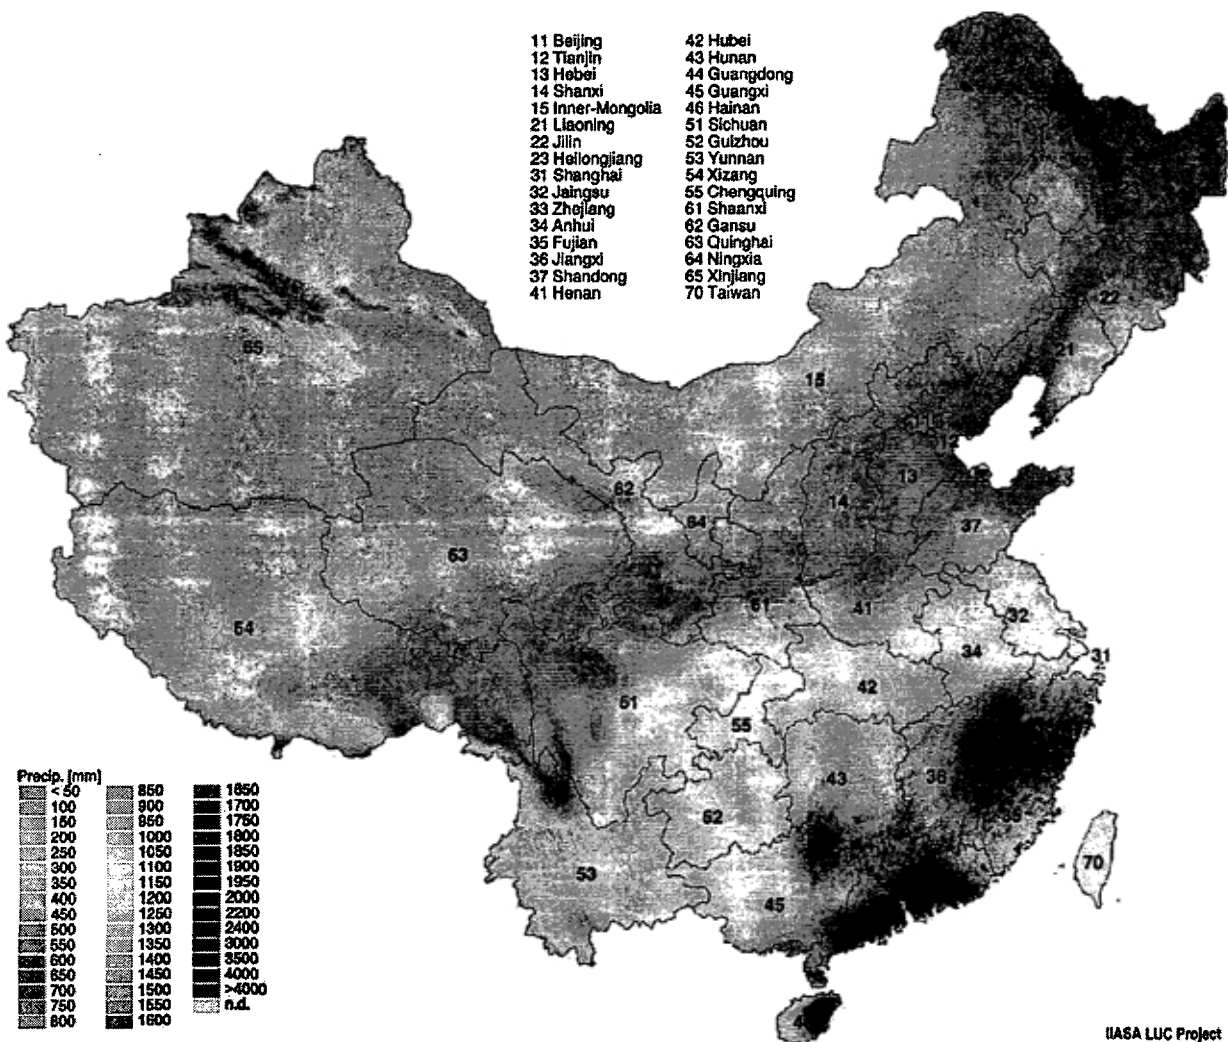 11 Beijing
12 Tianjin
13 Hebei
14 Shanxi
15 Inner-Mongolia
21 Liaoning
22 Jilin
23 Heilongjiang
31 Shanghai
32 Jaingsu
33 Zhejiang
34 Anhui
35 Fujian
36 Jiangxi
37 Shandong
41 Henan
42 Hubei
43 Hunan
44 Guangdong
45 Guangxi
46 Hainan
51 Sichuan
52 Guizhou
53 Yunnan
54 Xizang
55 Chengquing
61 Shaanxi
62 Gansu
63 Quinghai
64 Ningxia
65 Xinjiang
70 Taiwan
22
65
21
15
12
62
13
14
64
37
63
61
41
32
54
34
31
42
51
55
43
36
52
35
70
53
45
Precip. [mm]
<50
100
150
200
250
300
350
400
450
500
550
600
650
700
750
800
850
900
950
1000
1050
1100
1150
1200
1250
1300
1350
1400
1450
1500
1550
1600
1650
1700
1750
1800
1850
1900
1950
2000
2200
2400
3000
3500
4000
>4000
n.d.
IIASA LUC Project